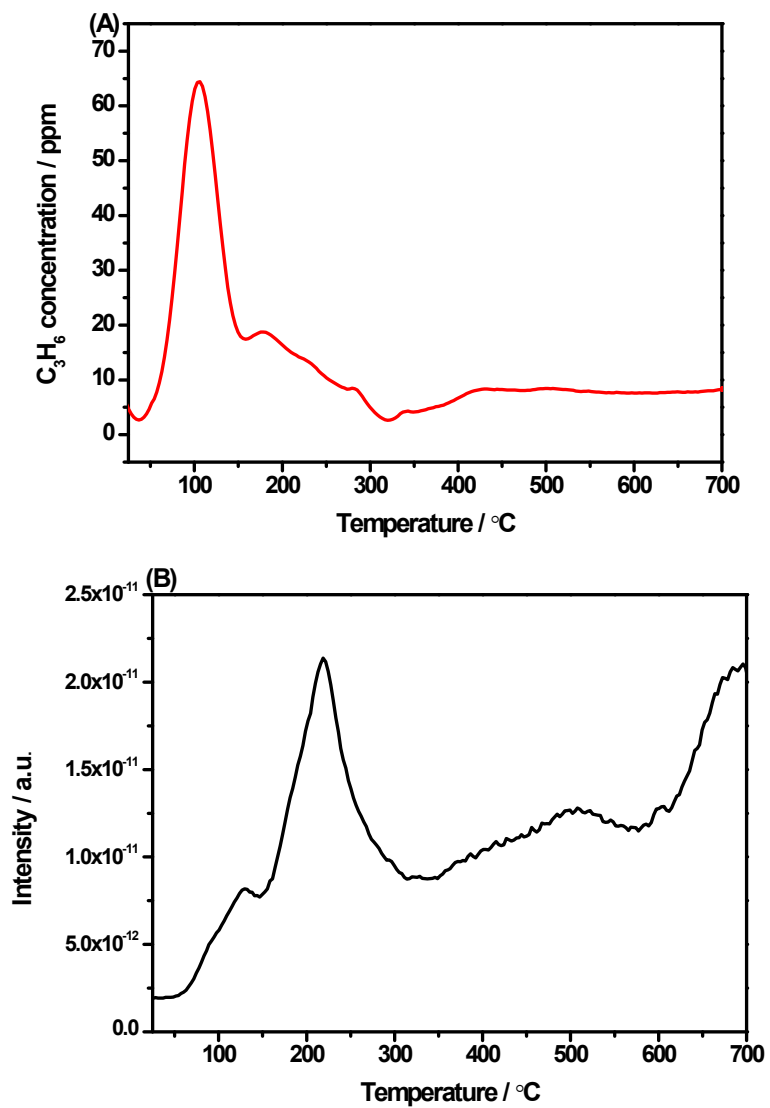 (A)
70
60
50
40
30
20
10
0
C₃H₆ concentration / ppm
100 200 300 400 500 600 700
Temperature / °C
(B)
2.5x10⁻¹¹
2.0x10⁻¹¹
1.5x10⁻¹¹
1.0x10⁻¹¹
5.0x10⁻¹²
0.0
Intensity / a.u.
100 200 300 400 500 600 700
Temperature / °C